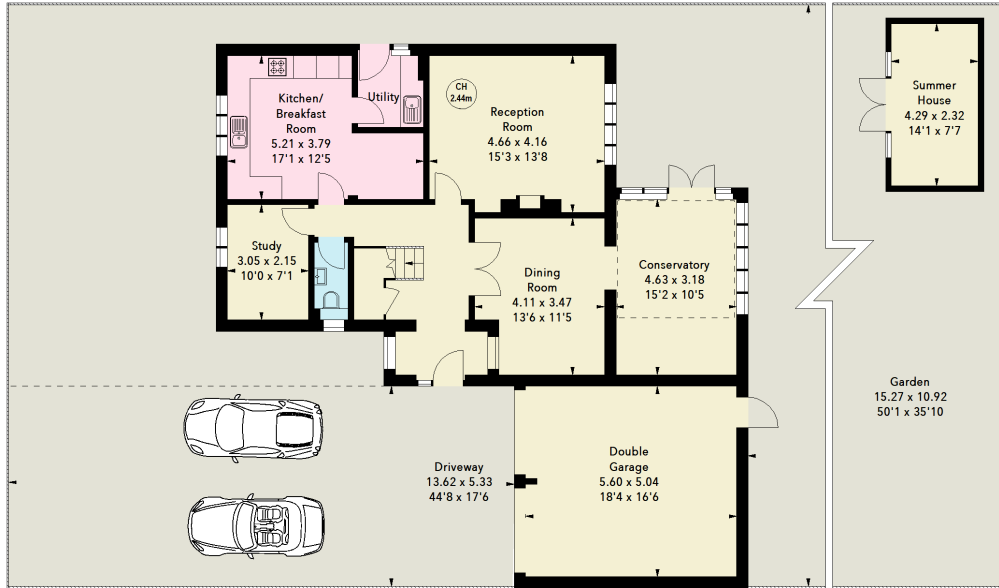 Kitchen/
Breakfast
Room
5.21 x 3.79
17'1 x 12'5
Utility
CH
2.44m
Reception
Room
4.66 x 4.16
15'3 x 13'8
Summer
House
4.29 x 2.32
14'1 x 7'7
Study
3.05 x 2.15
10'0 x 7'1
Dining
Room
4.11 x 3.47
13'6 x 11'5
Conservatory
4.63 x 3.18
15'2 x 10'5
Garden
15.27 x 10.92
50'1 x 35'10
Driveway
13.62 x 5.33
44'8 x 17'6
Double
Garage
5.60 x 5.04
18'4 x 16'6